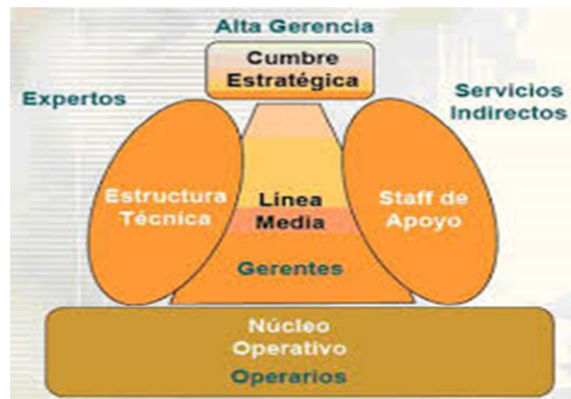 Alta Gerencia
Cumbre
Estratégica
Expertos
Servicios
Indirectos
Estructura
Técnica
Línea
Media
Staff de
Apoyo
Gerentes
Núcleo
Operativo
Operarios